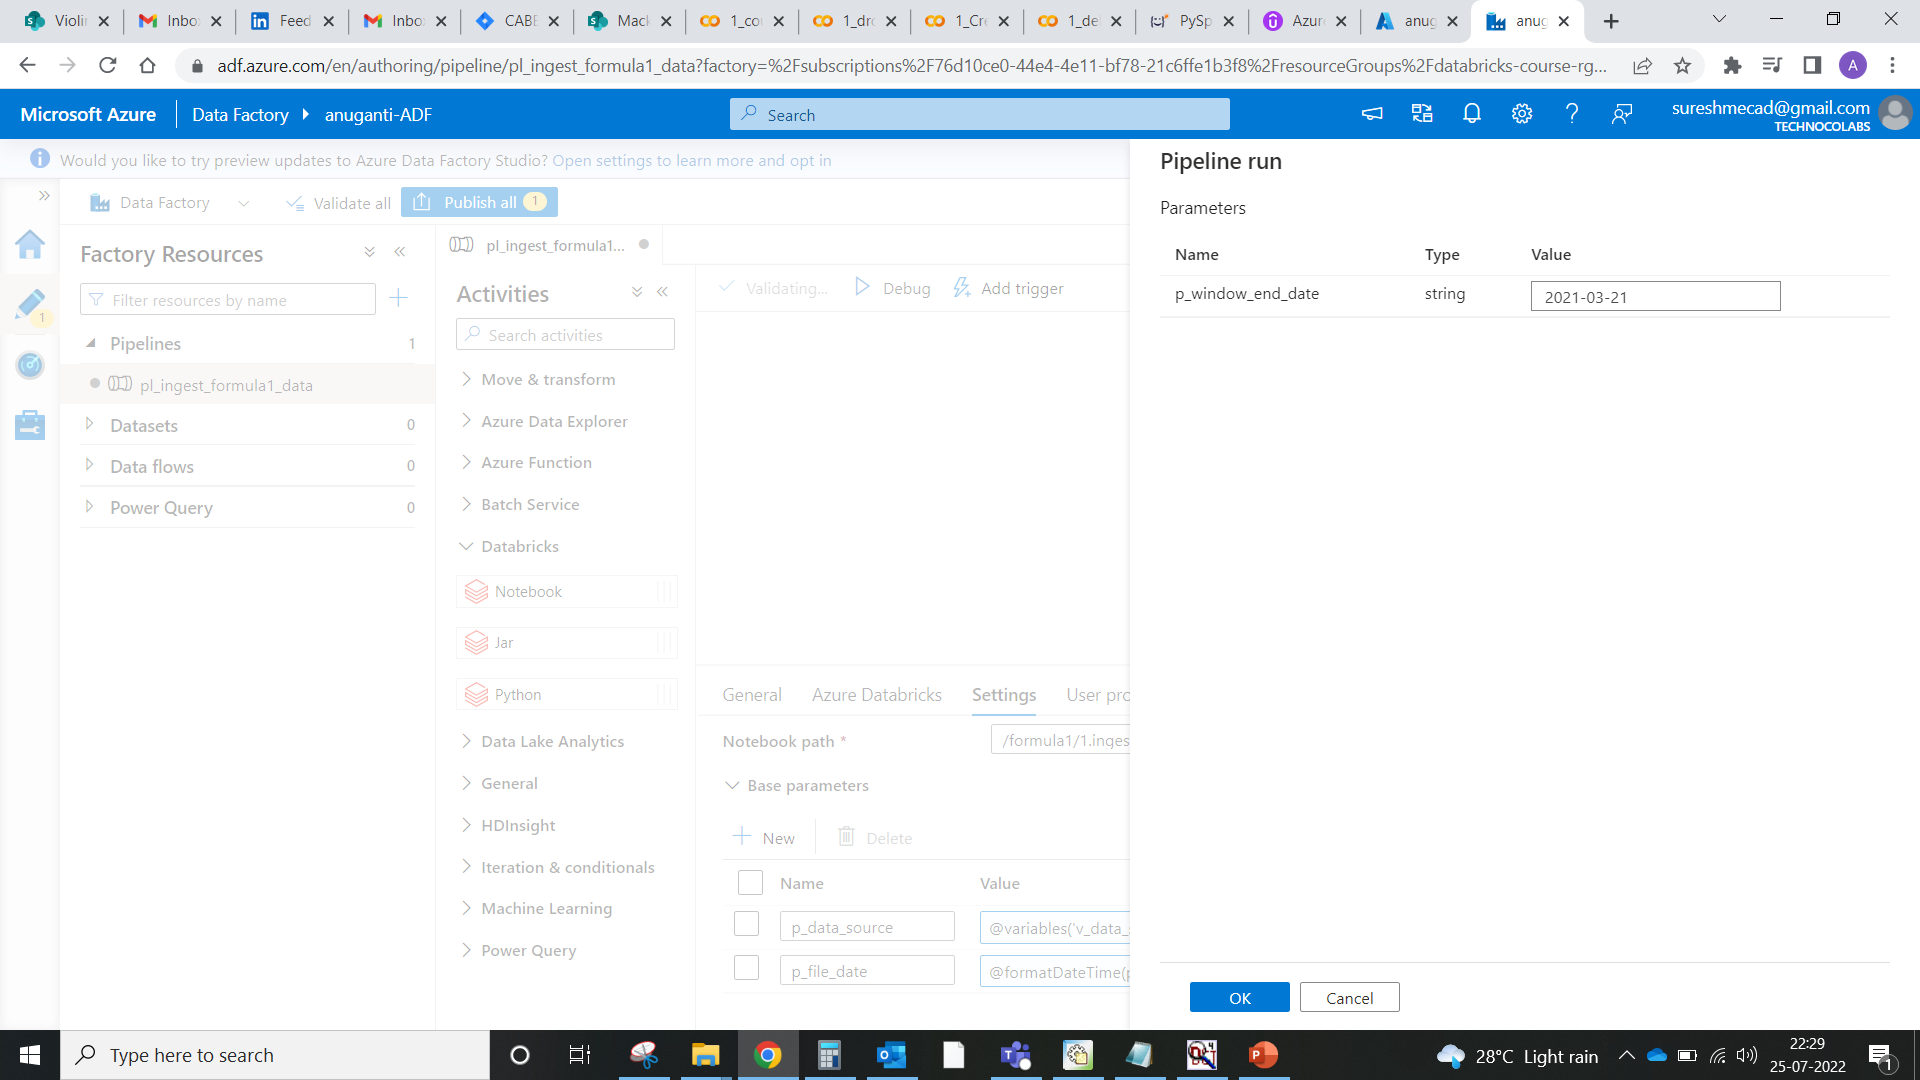 Violin
Inbo
Feed
Inbo
CABE
Mack
1_cou
1_dro
1_Cre
1_del
PySp
Azur
anug
anug
adf.azure.com/en/authoring/pipeline/pl_ingest_formula1_data?factory=%2Fsubscriptions%2F76d10ce0-44e4-4e11-bf78-21c6ffe1b3f8%2FresourceGroups%2Fdatabricks-course-rg...
A
Microsoft Azure
Data Factory
anuganti-ADF
Search
sureshmecad@gmail.com
TECHNOCOLABS
Would you like to try preview updates to Azure Data Factory Studio? Open settings to learn more and opt in
Data Factory
Validate all
Publish all 1
Factory Resources
Filter resources by name
1
Pipelines 1
pl_ingest_formula1_data
Datasets 0
Data flows 0
Power Query 0
pl_ingest_formula1...
Activities
Search activities
Move & transform
Azure Data Explorer
Azure Function
Batch Service
Databricks
Notebook
Jar
Python
Data Lake Analytics
General
HDInsight
Iteration & conditionals
Machine Learning
Power Query
Validating...
Debug
Add trigger
General
Azure Databricks
Settings
User pro
Notebook path *
/formula1/1.inges
Base parameters
New
Delete
Name Value
p_data_source @variables('v_data_
p_file_date @formatDateTime(p
Pipeline run
Parameters
Name Type Value
p_window_end_date string 2021-03-21
OK
Cancel
Type here to search
28°C Light rain
22:29
25-07-2022
1